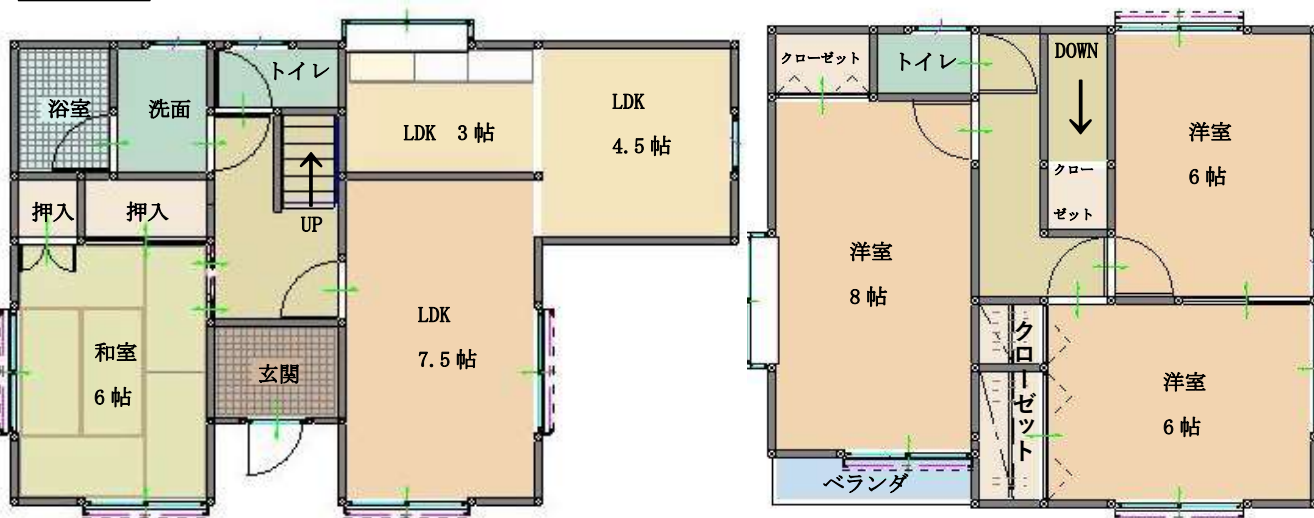 浴室
洗面
トイレ
LDK 3帖
LDK
4.5帖
押入
押入
UP
和室
6帖
玄関
LDK
7.5帖
クローゼット
トイレ
DOWN
洋室
6帖
クロー
ゼット
洋室
8帖
クローゼット
洋室
6帖
ベランダ